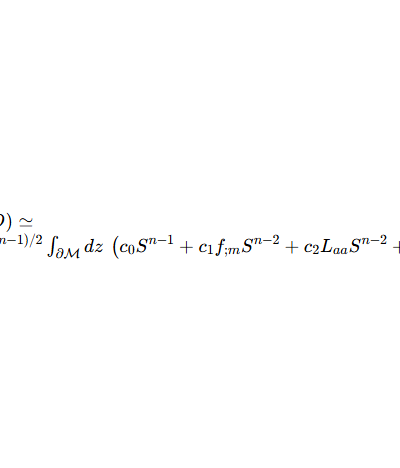 ) ≃
n−1)/2 ∫∂ℳ dz (c₀Sⁿ⁻¹ + c₁f;ₘSⁿ⁻² + c₂LₐₐSⁿ⁻² +